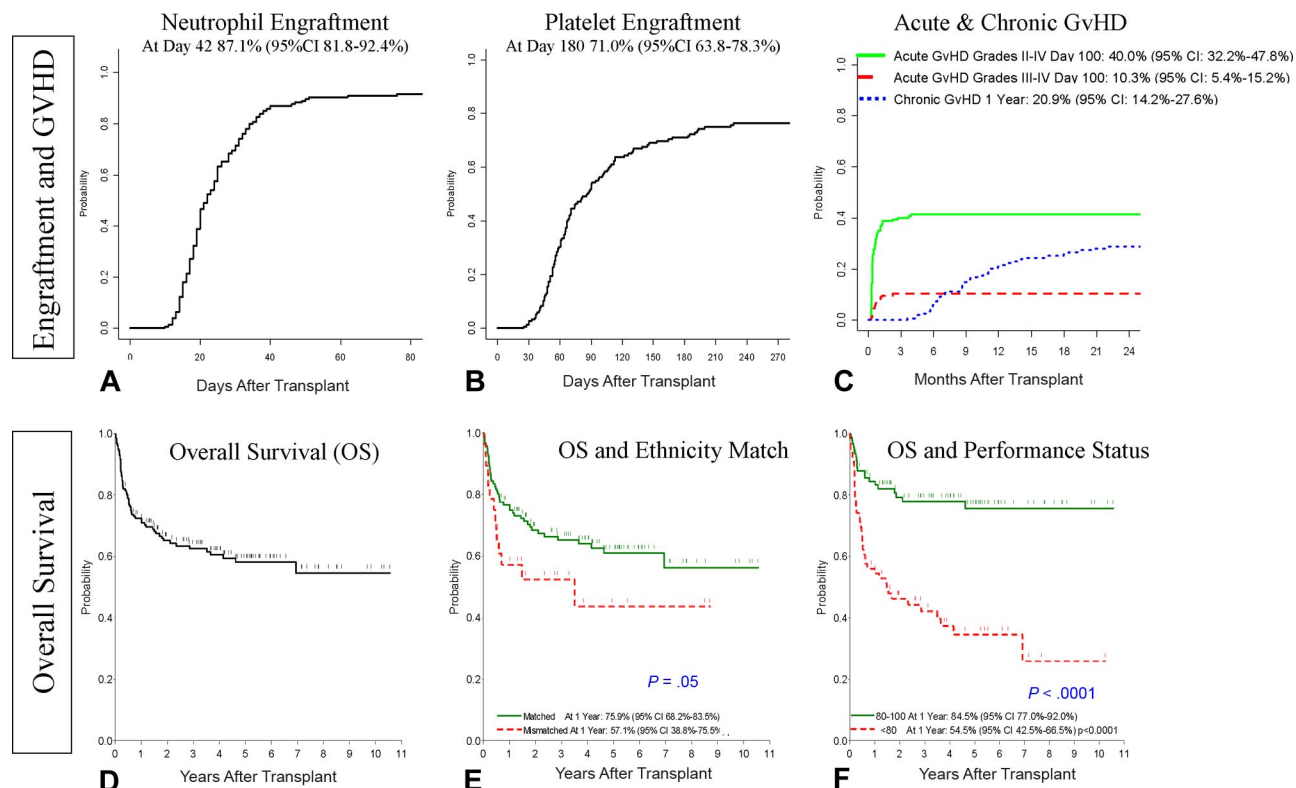 Engraftment and GVHD
Neutrophil Engraftment
At Day 42 87.1% (95%CI 81.8-92.4%)
Probability
1.0
0.8
0.6
0.4
0.2
0.0
0 20 40 60 80
A
Days After Transplant
Platelet Engraftment
At Day 180 71.0% (95%CI 63.8-78.3%)
Probability
1.0
0.8
0.6
0.4
0.2
0.0
0 30 60 90 120 150 180 210 240 270
B
Days After Transplant
Acute & Chronic GvHD
Acute GvHD Grades II-IV Day 100: 40.0% (95% CI: 32.2%-47.8%)
Acute GVHD Grades III-IV Day 100: 10.3% (95% CI: 5.4%-15.2%)
Chronic GvHD 1 Year: 20.9% (95% CI: 14.2%-27.6%)
Probability
1.0
0.8
0.6
0.4
0.2
0.0
0 3 6 9 12 15 18 21 24
C
Months After Transplant
Overall Survival
Overall Survival (OS)
Probability
1.0
0.8
0.6
0.4
0.2
0.0
0 1 2 3 4 5 6 7 8 9 10 11
D
Years After Transplant
OS and Ethnicity Match
Probability
1.0
0.8
0.6
0.4
0.2
0.0
P = .05
Matched At 1 Year: 75.9% (95% CI 68.2%-83.5%)
Mismatched At 1 Year: 57.1% (95% CI 38.8%-75.5%
0 1 2 3 4 5 6 7 8 9 10 11
E
Years After Transplant
OS and Performance Status
Probability
1.0
0.8
0.6
0.4
0.2
0.0
P < .0001
80-100 At 1 Year: 84.5% (95% CI 77.0%-92.0%)
<80 At 1 Year: 54.5% (95% CI 42.5%-66.5%) p<0.0001
0 1 2 3 4 5 6 7 8 9 10 11
F
Years After Transplant